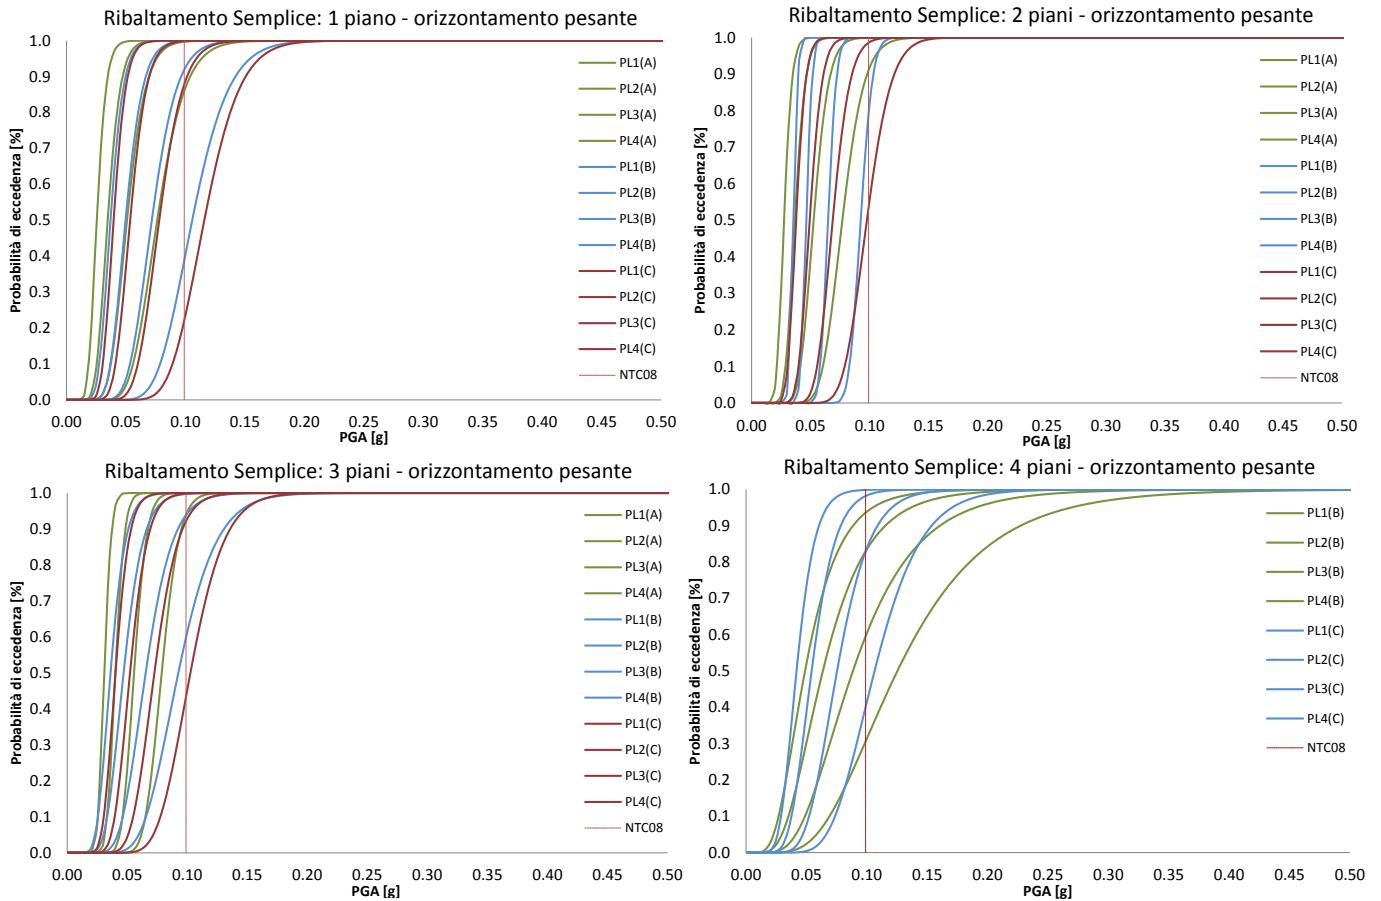 Ribaltamento Semplice: 1 piano - orizzontamento pesante
Probabilità di eccedenza [%]
1.0
0.9
0.8
0.7
0.6
0.5
0.4
0.3
0.2
0.1
0.0
0.00 0.05 0.10 0.15 0.20 0.25 0.30 0.35 0.40 0.45 0.50
PGA [g]
PL1(A)
PL2(A)
PL3(A)
PL4(A)
PL1(B)
PL2(B)
PL3(B)
PL4(B)
PL1(C)
PL2(C)
PL3(C)
PL4(C)
NTC08
Ribaltamento Semplice: 2 piani - orizzontamento pesante
Probabilità di eccedenza [%]
1.0
0.9
0.8
0.7
0.6
0.5
0.4
0.3
0.2
0.1
0.0
0.00 0.05 0.10 0.15 0.20 0.25 0.30 0.35 0.40 0.45 0.50
PGA [g]
PL1(A)
PL2(A)
PL3(A)
PL4(A)
PL1(B)
PL2(B)
PL3(B)
PL4(B)
PL1(C)
PL2(C)
PL3(C)
PL4(C)
NTC08
Ribaltamento Semplice: 3 piani - orizzontamento pesante
Probabilità di eccedenza [%]
1.0
0.9
0.8
0.7
0.6
0.5
0.4
0.3
0.2
0.1
0.0
0.00 0.05 0.10 0.15 0.20 0.25 0.30 0.35 0.40 0.45 0.50
PGA [g]
PL1(A)
PL2(A)
PL3(A)
PL4(A)
PL1(B)
PL2(B)
PL3(B)
PL4(B)
PL1(C)
PL2(C)
PL3(C)
PL4(C)
NTC08
Ribaltamento Semplice: 4 piani - orizzontamento pesante
Probabilità di eccedenza [%]
1.0
0.9
0.8
0.7
0.6
0.5
0.4
0.3
0.2
0.1
0.0
0.00 0.05 0.10 0.15 0.20 0.25 0.30 0.35 0.40 0.45 0.50
PGA [g]
PL1(B)
PL2(B)
PL3(B)
PL4(B)
PL1(C)
PL2(C)
PL3(C)
PL4(C)
NTC08